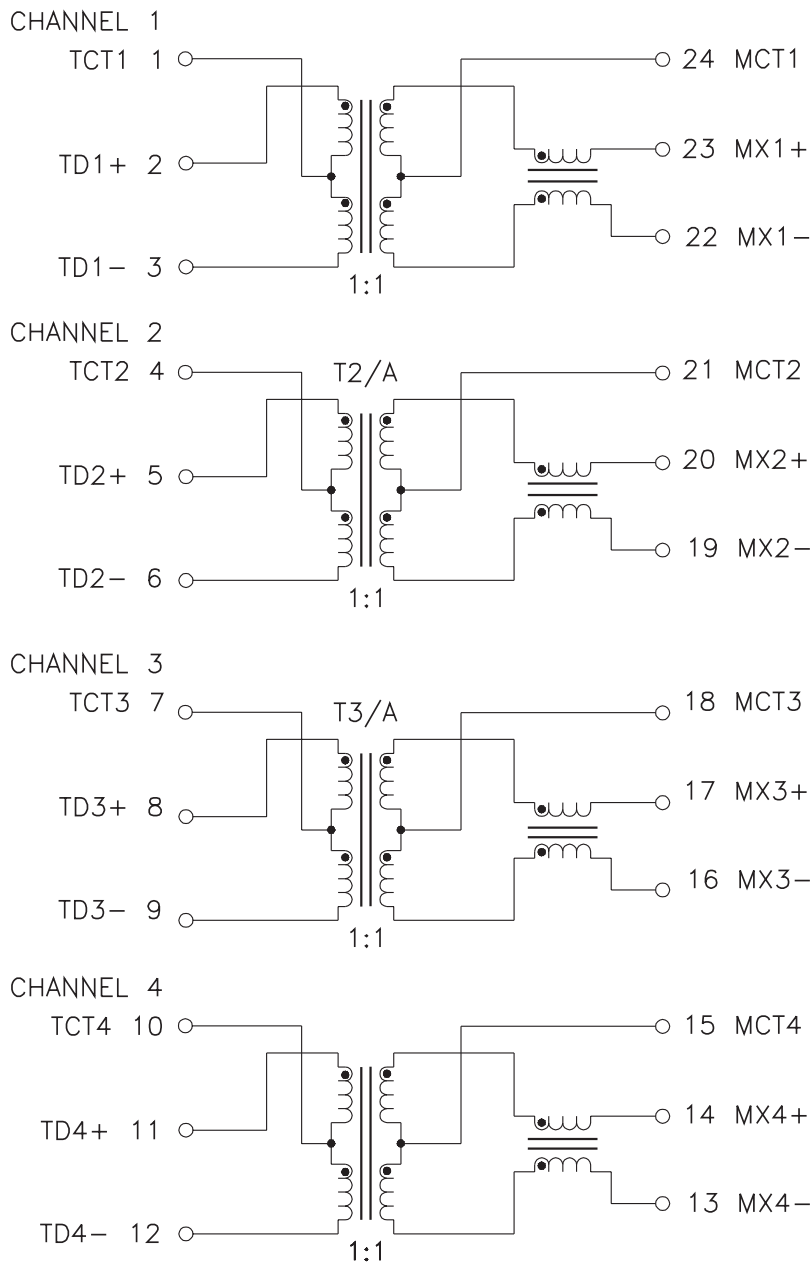 CHANNEL 1
TCT1 1
24 MCT1
TD1+ 2
23 MX1+
22 MX1-
TD1- 3
1:1
CHANNEL 2
TCT2 4
T2/A
21 MCT2
TD2+ 5
20 MX2+
19 MX2-
TD2- 6
1:1
CHANNEL 3
TCT3 7
T3/A
18 MCT3
TD3+ 8
17 MX3+
16 MX3-
TD3- 9
1:1
CHANNEL 4
TCT4 10
15 MCT4
TD4+ 11
14 MX4+
13 MX4-
TD4- 12
1:1